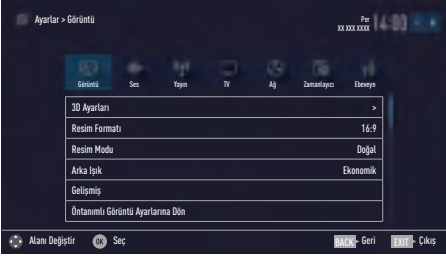 Ayarlar > Görüntü
Per
xx xxx xxxx
14:00
Görüntü Ses Yayın TV Ağ Zamanlayıcı Ebeveyn
3D Ayarları >
Resim Formatı 16:9
Resim Modu Doğal
Arka Işık Ekonomik
Gelişmiş
Öntanımlı Görüntü Ayarlarına Dön
Alanı Değiştir OK Seç BACK Geri EXIT Çıkış